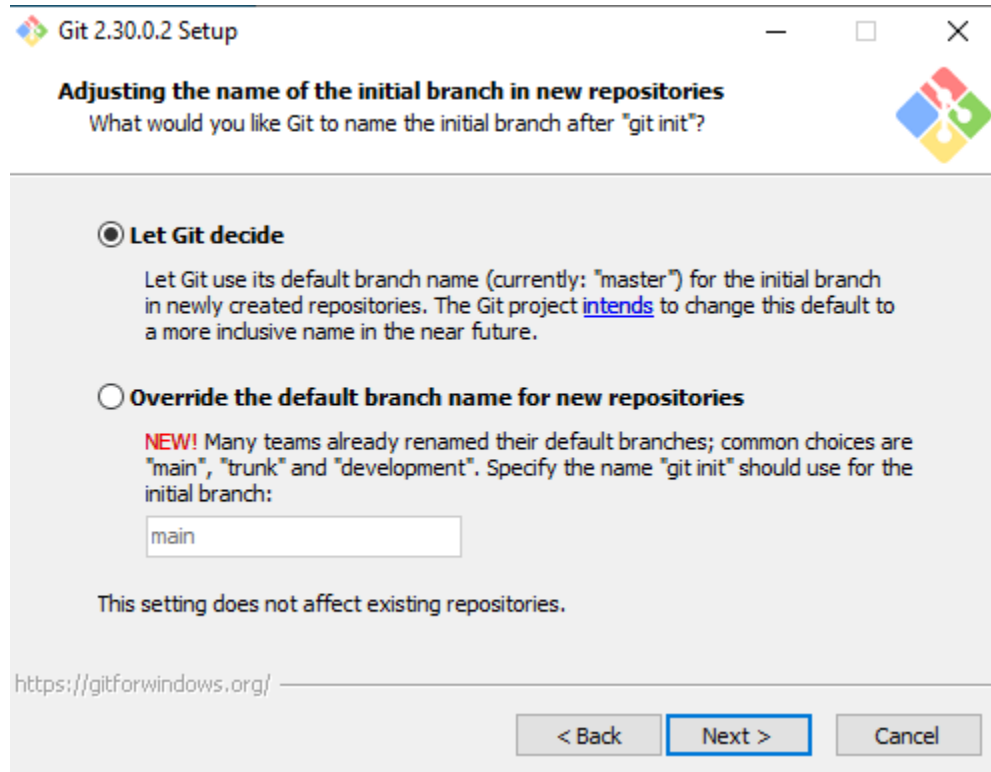 Git 2.30.0.2 Setup
Adjusting the name of the initial branch in new repositories
What would you like Git to name the initial branch after "git init"?
Let Git decide
Let Git use its default branch name (currently: "master") for the initial branch
in newly created repositories. The Git project intends to change this default to
a more inclusive name in the near future.
Override the default branch name for new repositories
NEW! Many teams already renamed their default branches; common choices are
"main", "trunk" and "development". Specify the name "git init" should use for the
initial branch:
main
This setting does not affect existing repositories.
https://gitforwindows.org/
< Back Next > Cancel